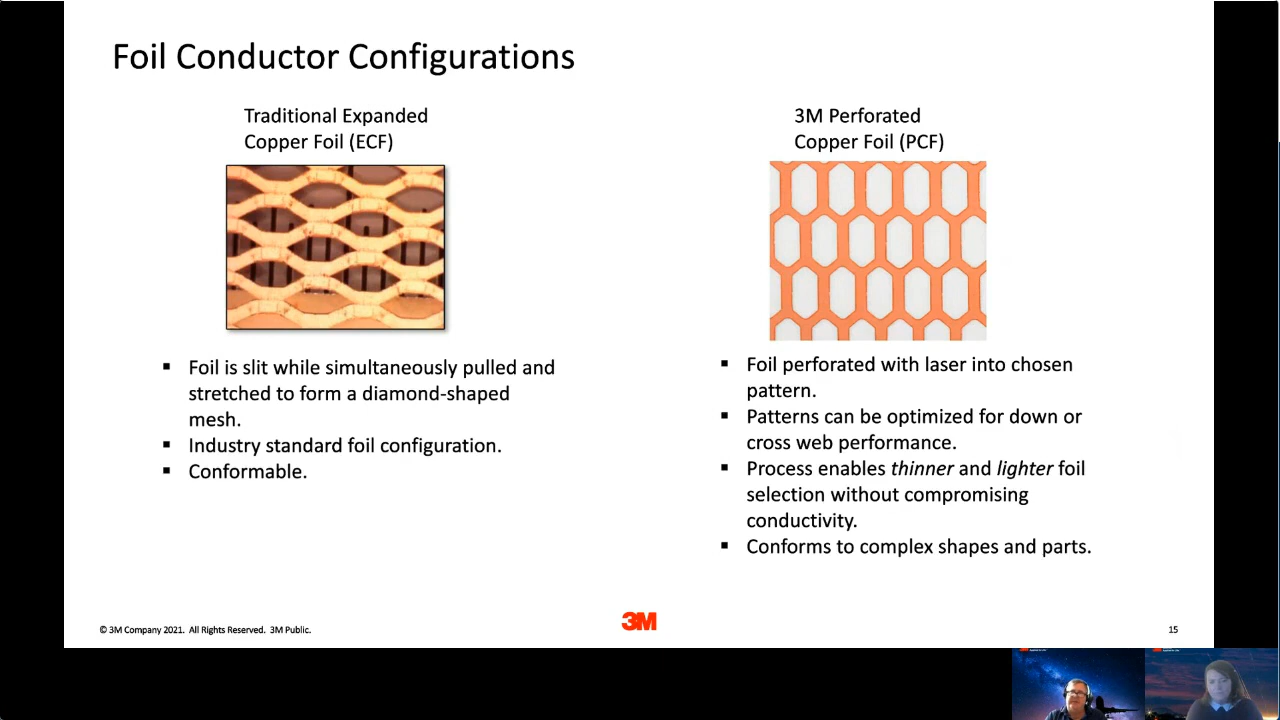 Foil Conductor Configurations
Traditional Expanded
Copper Foil (ECF)
▪ Foil is slit while simultaneously pulled and
stretched to form a diamond-shaped
mesh.
▪ Industry standard foil configuration.
▪ Conformable.
3M Perforated
Copper Foil (PCF)
▪ Foil perforated with laser into chosen
pattern.
▪ Patterns can be optimized for down or
cross web performance.
▪ Process enables thinner and lighter foil
selection without compromising
conductivity.
▪ Conforms to complex shapes and parts.
© 3M Company 2021. All Rights Reserved. 3M Public.
3M
15